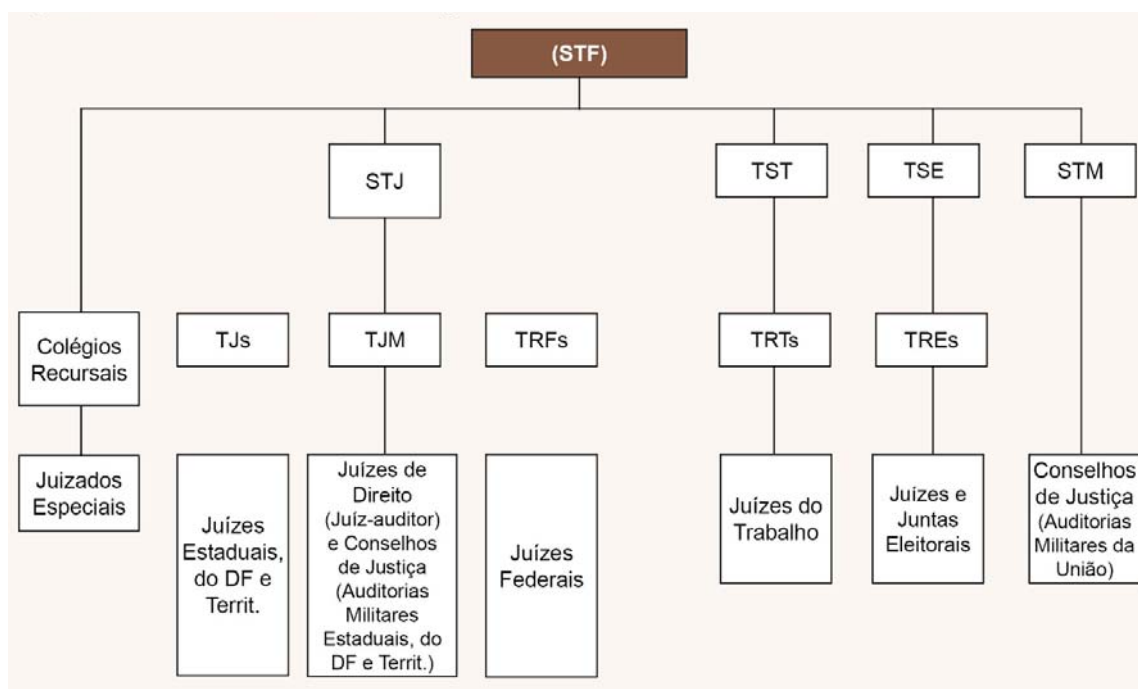 (STF)
STJ
TST
TSE
STM
Colégios
Recursais
TJs
TJM
TRFs
TRTs
TREs
Juizados
Especiais
Juízes
Estaduais,
do DF e
Territ.
Juízes de
Direito
(Juíz-auditor)
e Conselhos
de Justiça
(Auditorias
Militares
Estaduais, do
DF e Territ.)
Juízes
Federais
Juízes do
Trabalho
Juízes e
Juntas
Eleitorais
Conselhos
de Justiça
(Auditorias
Militares da
União)